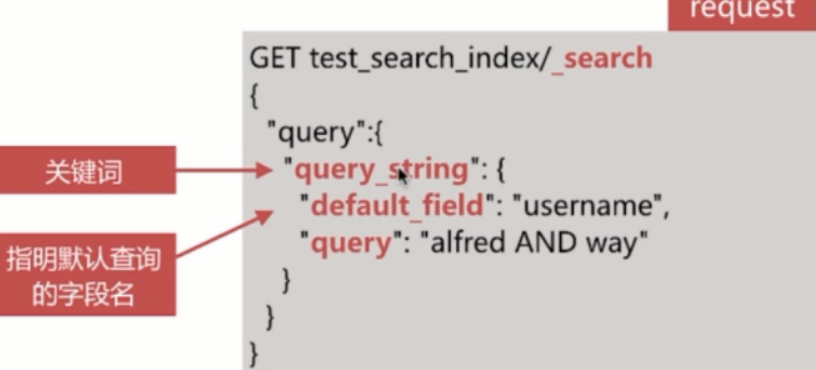 request
GET test_search_index/_search
{
"query":{
关键词
"query_string": {
"default_field": "username",
指明默认查询
的字段名
"query": "alfred AND way"
}
}
}